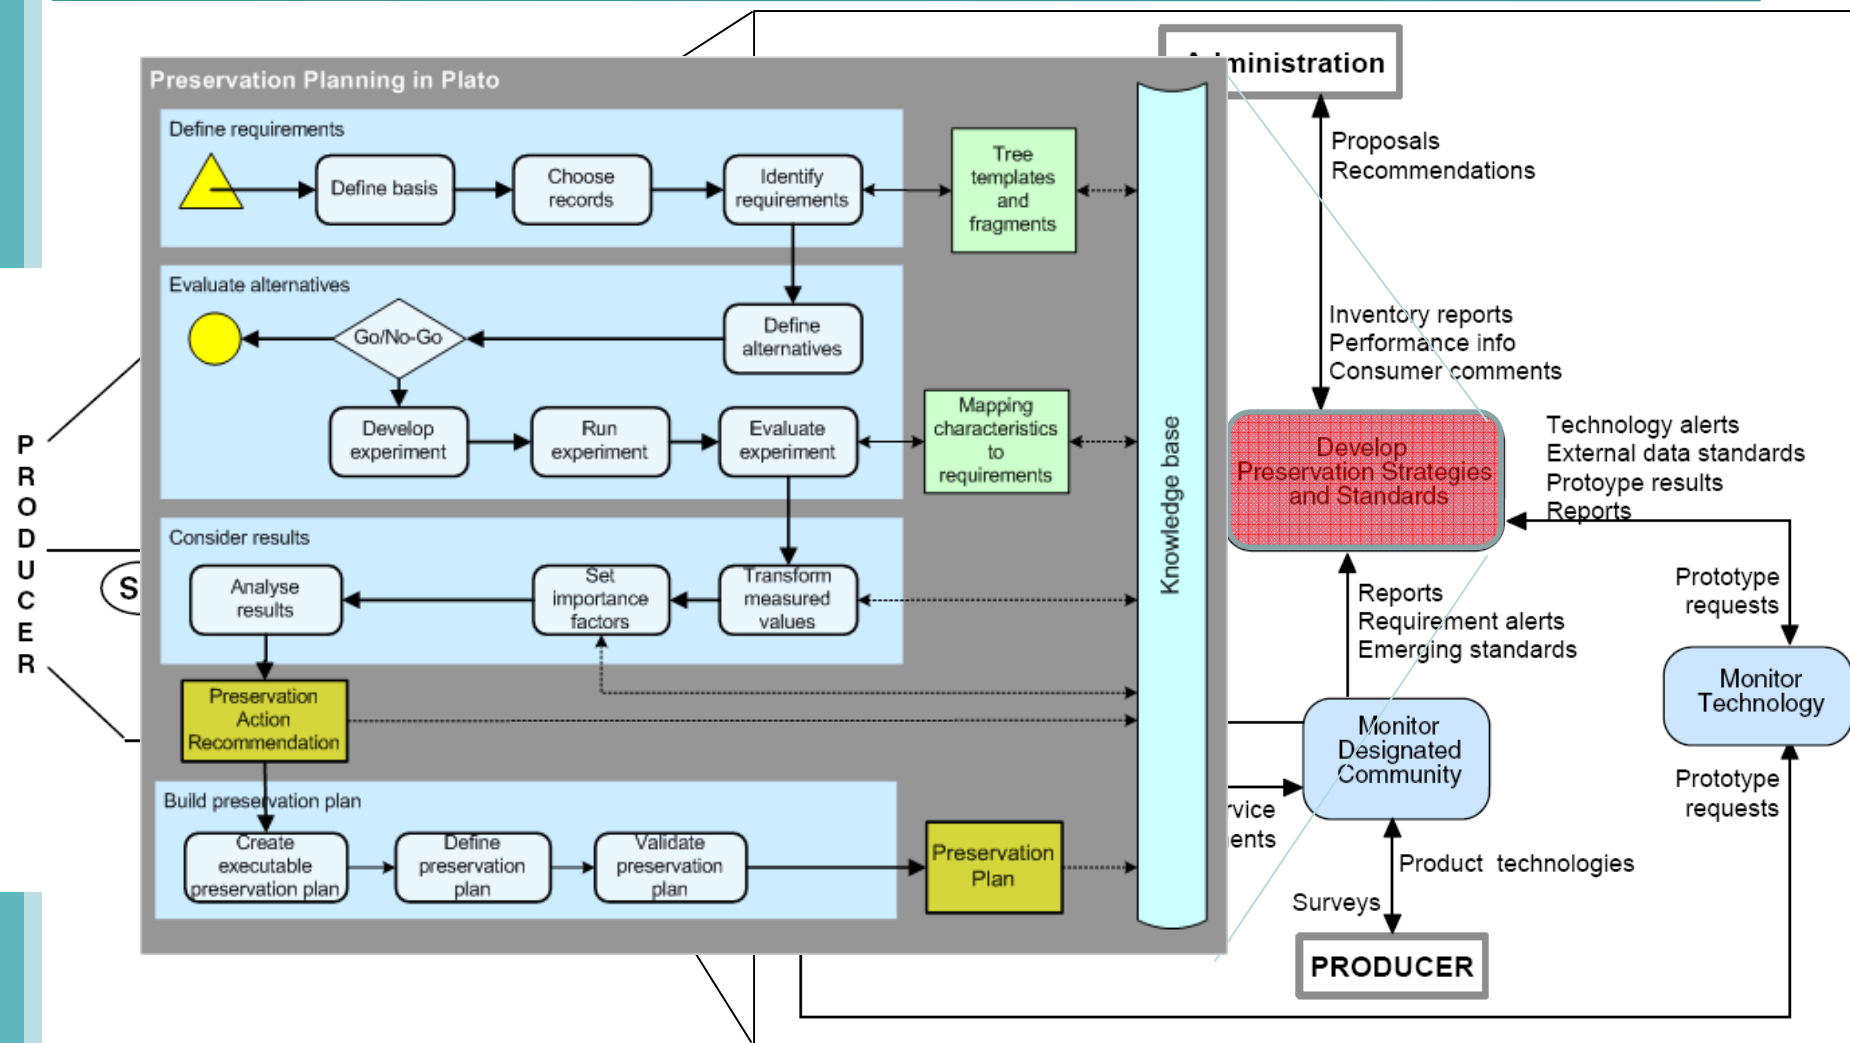 Preservation Planning in Plato
Define requirements
Define basis
Choose
records
Identify
requirements
Tree
templates
and
fragments
Evaluate alternatives
Go/No-Go
Define
alternatives
Develop
experiment
Run
experiment
Evaluate
experiment
Mapping
characteristics
to
requirements
Consider results
Analyse
results
Set
importance
factors
Transform
measured
values
Preservation
Action
Recommendation
Build preservation plan
Create
executable
preservation plan
Define
preservation
plan
Validate
preservation
plan
Preservation
Plan
Knowledge base
PRODUCER
S
Administration
Proposals
Recommendations
Inventory reports
Performance info
Consumer comments
Develop
Preservation Strategies
and Standards
Technology alerts
External data standards
Protoype results
Reports
Prototype
requests
Reports
Requirement alerts
Emerging standards
Monitor
Technology
Monitor
Designated
Community
Prototype
requests
rvice
ents
Product technologies
Surveys
PRODUCER